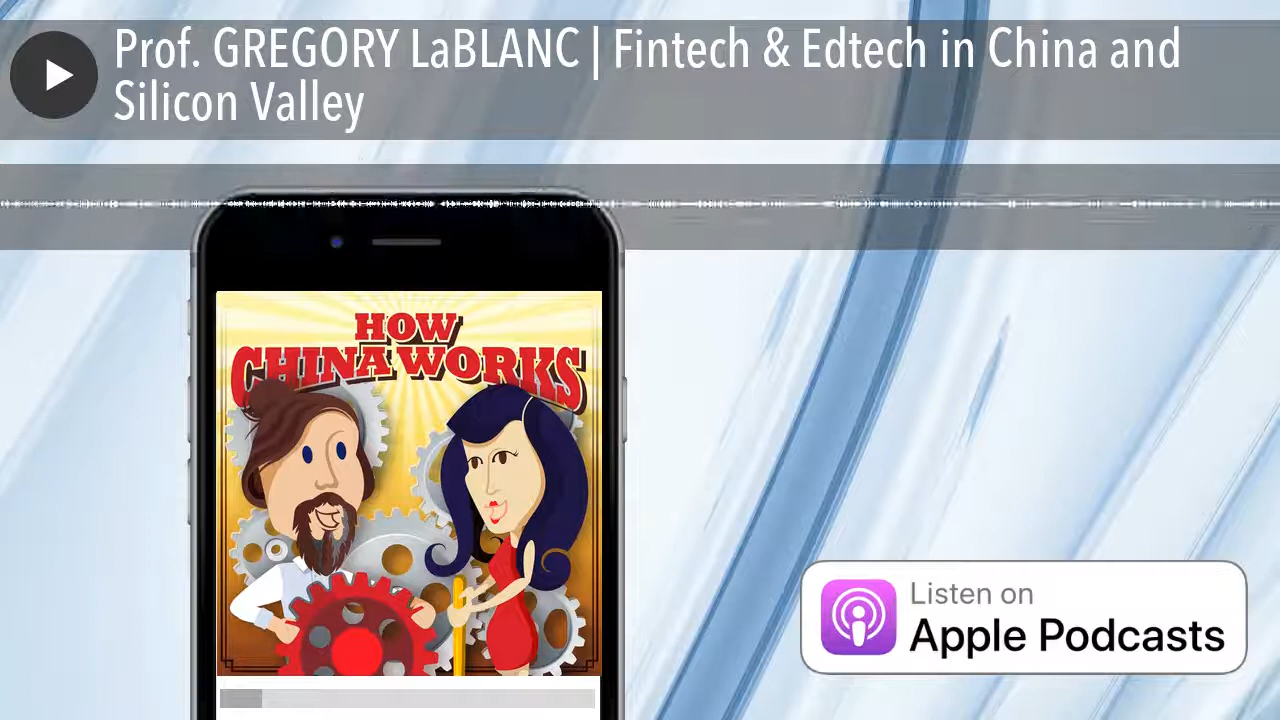 Prof. GREGORY LaBLANC | Fintech & Edtech in China and
Silicon Valley
HOW
CHINA WORKS
Listen on
Apple Podcasts